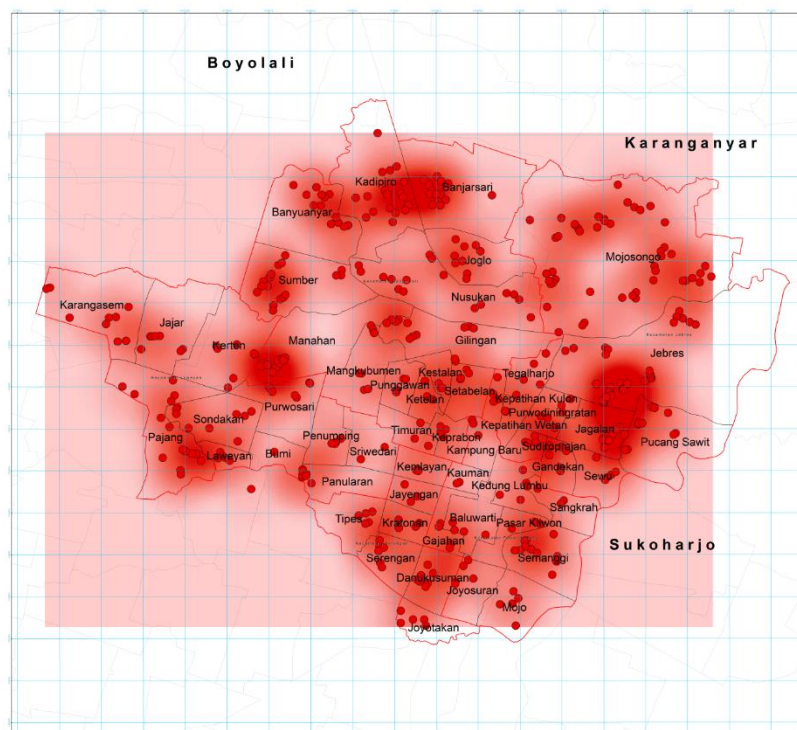 Boyolali
Karanganyar
Kadipiro
Banjarsari
Banyuanyar
Joglo
Mojosongo
Sumber
Karangasem
Nusukan
Jajar
Gilingan
Kerten
Manahan
Jebres
Mangkubumen
Kestalan
Tegalharjo
Punggawan
Setabelan
Ketelan
Kepatihan Kulon
Purwosari
Purwodiningratan
Sondakan
Kepatihan Wetan
Timuran
Jagalan
Pajang
Penumping
Keprabon
Sudiroprajan
Pucang Sawit
Laweyan
Bumi
Sriwedari
Kampung Baru
Kemlayan
Kauman
Gandekan
Sewu
Panularan
Kedung Lumbu
Jayengan
Sangkrah
Tipes
Kratonan
Baluwarti
Pasar Kliwon
Gajahan
Sukoharjo
Serengan
Semanggi
Danukusuman
Joyosuran
Mojo
Joyotakan